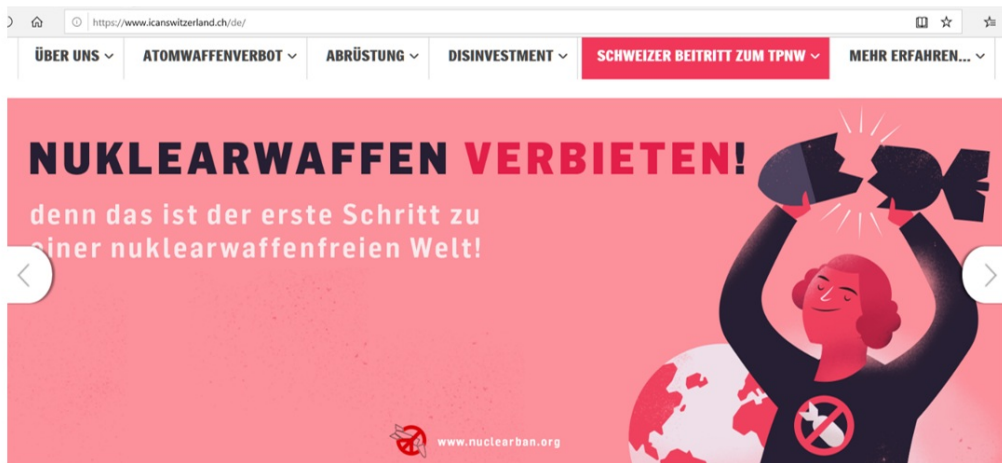 https://www.icanswitzerland.ch/de/
ÜBER UNS ATOMWAFFENVERBOT ABRÜSTUNG DISINVESTMENT SCHWEIZER BEITRITT ZUM TPNW MEHR ERFAHREN...
NUKLEARWAFFEN VERBIETEN!
denn das ist der erste Schritt zu
einer nuklearwaffenfreien Welt!
www.nuclearban.org